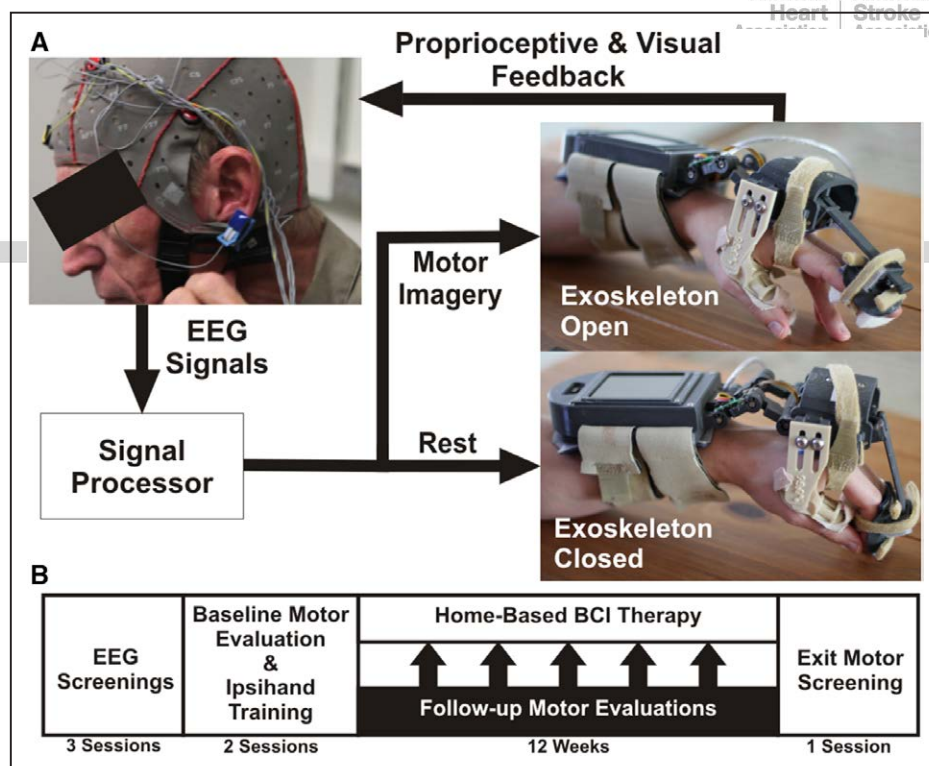 Heart Stroke
A
Proprioceptive & Visual
Feedback
Motor
Imagery
Exoskeleton
Open
EEG
Signals
Signal
Processor
Rest
Exoskeleton
Closed
B
EEG
Screenings
Baseline Motor
Evaluation
&
Ipsihand
Training
Home-Based BCI Therapy
Follow-up Motor Evaluations
Exit Motor
Screening
3 Sessions
2 Sessions
12 Weeks
1 Session